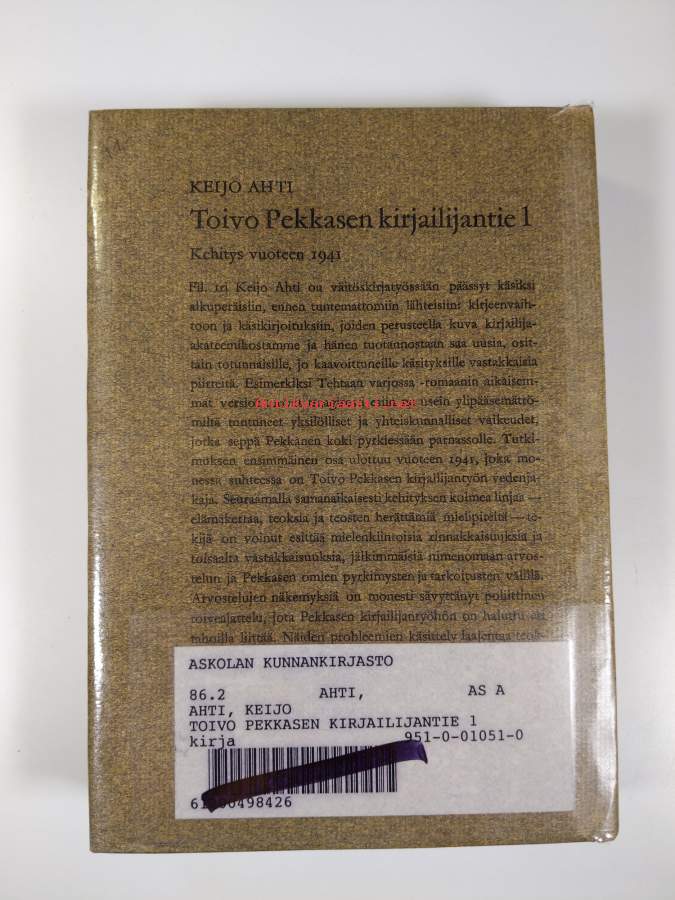 KEIJO AHTI
Toivo Pekkasen kirjailijantie 1
Kehitys vuoteen 1941
Fil. tri Keijo Ahti on väitöskirjatyössään päässyt käsiksi
alkuperäisiin, ennen tuntemattomiin lähteisiin: kirjeenvaih-
toon ja käsikirjoituksiin, joiden perusteella kuva kirjailija-
akateemikostamme ja hänen tuotannostaan saa uusia, osit-
tain totunnaisille, jo kaavoittuneille käsityksille vastakkaisia
piirteitä. Esimerkiksi Tehtaan varjossa -romaanin aikaisem-
mat versiot usein ylipääsemättö-
miltä tuntuneet yksilölliset ja yhteiskunnalliset vaikeudet,
jotka seppä Pekkanen koki pyrkiessään parnassolle. Tutki-
muksen ensimmäinen osa ulottuu vuoteen 1941, joka mo-
nessa suhteessa on Toivo Pekkasen kirjailijantyön vedenja-
kaja. Seuraamalla samanaikaisesti kehityksen kolmea linjaa —
elämäkertaa, teoksia ja teosten herättämiä mielipiteitä — te-
kijä on voinut esittää mielenkiintoisia rinnakkaisuuksia ja
toisaalta vastakkaisuuksia, jälkimmäisiä nimenomaan arvos-
telun ja Pekkasen omien pyrkimysten ja tarkoitusten välillä.
Arvostelujen näkemyksiä on monesti sävyttänyt poliittinen
totseaIattelu, jota Pekkasen kirjailijantyöhön on haluttu eri
tahoilla liittää. Näiden probleemien käsittely laajentaa
ASKOLAN KUNNANKIRJASTO
86.2 AHTI, AS A
AHTI, KEIJO
TOIVO PEKKASEN KIRJAILIJANTIE 1
kirja 951-0-01051-0
498426